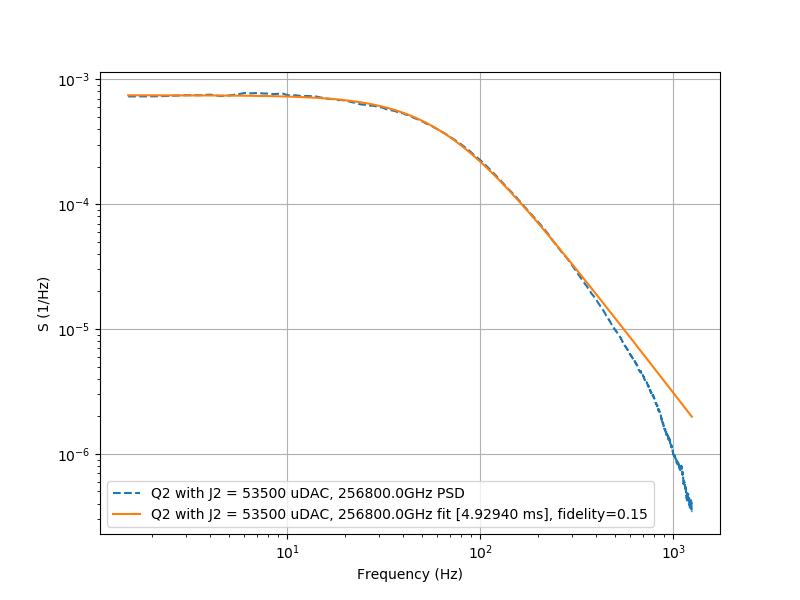 10⁻³
10⁻⁴
10⁻⁵
10⁻⁶
S (1/Hz)
Q2 with J2 = 53500 uDAC, 256800.0GHz PSD
Q2 with J2 = 53500 uDAC, 256800.0GHz fit [4.92940 ms], fidelity=0.15
10¹
10²
10³
Frequency (Hz)